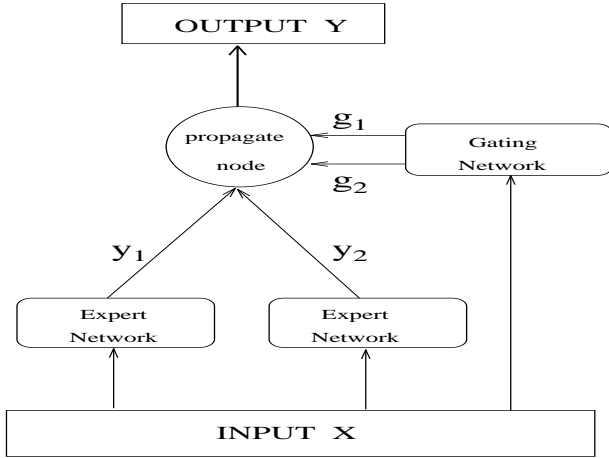 OUTPUT Y
propagate
node
g₁
g₂
Gating
Network
y₁
y₂
Expert
Network
Expert
Network
INPUT X